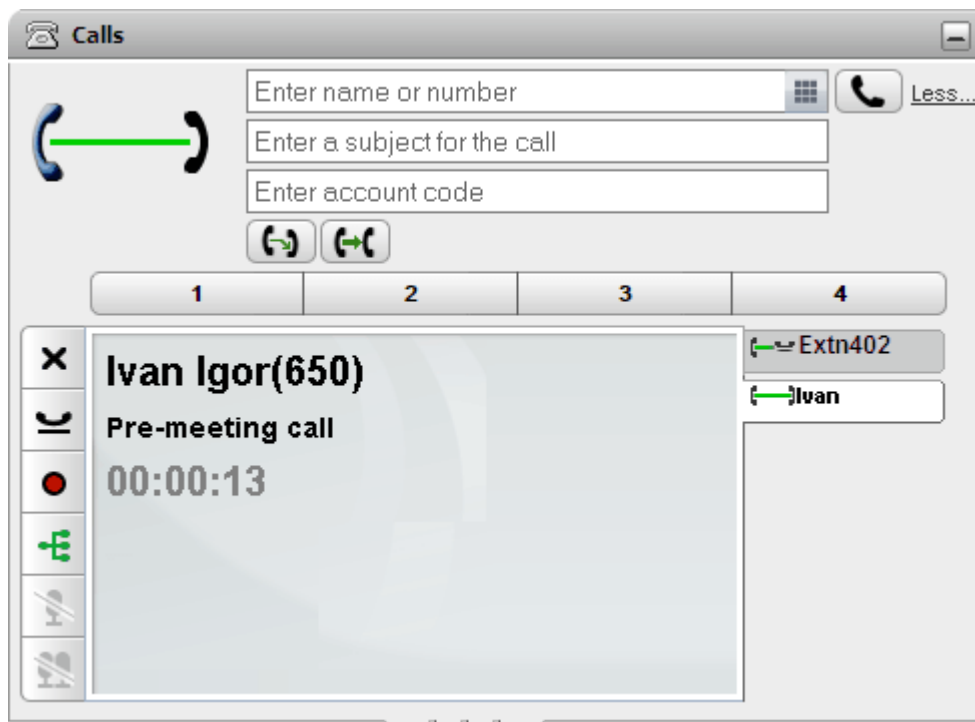 Calls
Enter name or number
Less...
Enter a subject for the call
Enter account code
1 2 3 4
Ivan Igor(650)
Pre-meeting call
00:00:13
Extn402
Ivan